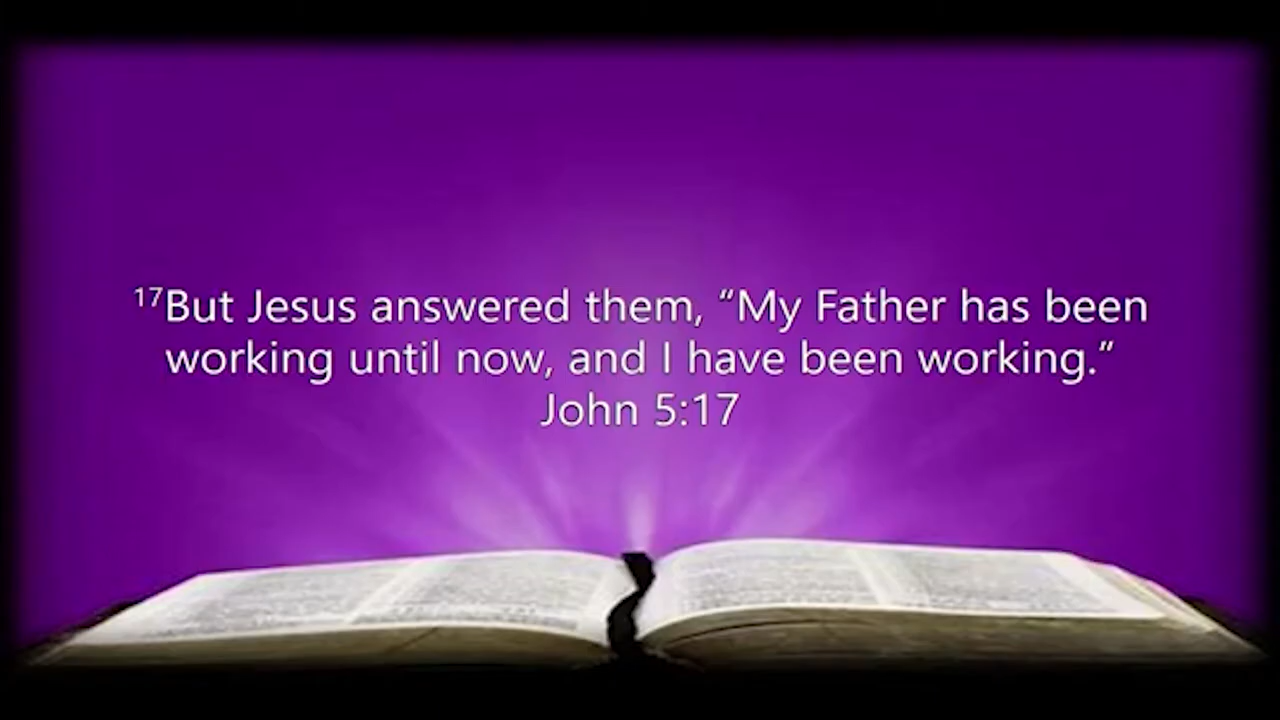 17But Jesus answered them, “My Father has been
working until now, and I have been working.”
John 5:17